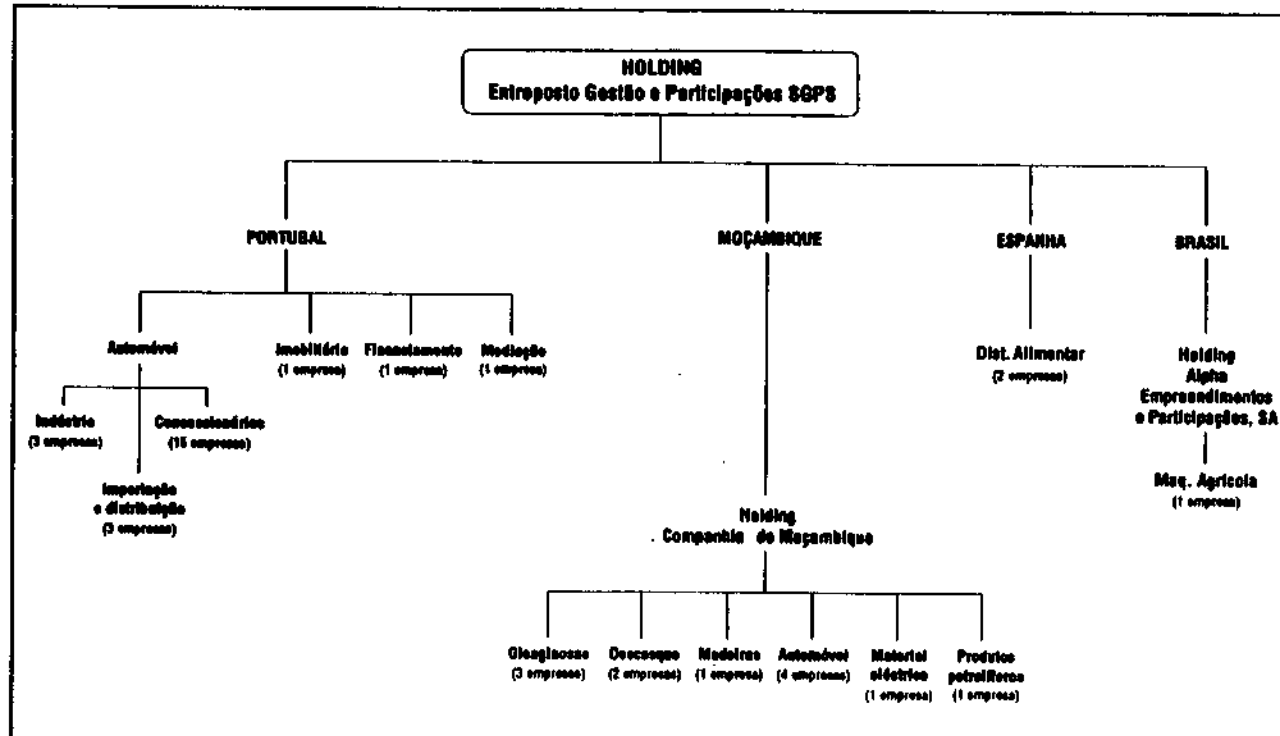 HOLDING
Entreposto Gestão e Participações SGPS
PORTUGAL
MOÇAMBIQUE
ESPANHA
BRASIL
Automóvel
Imobiliário
(1 empresa)
Financiamento
(1 empresa)
Mediação
(1 empresa)
Indústria
(3 empresas)
Concessionários
(15 empresas)
Importação
e distribuição
(3 empresas)
Dist. Alimentar
(2 empresas)
Holding
Alpha
Empreendimentos
e Participações, SA
Maq. Agrícola
(1 empresa)
Holding
Companhia de Moçambique
Oleaginosas
(3 empresas)
Descasque
(2 empresas)
Madeiras
(1 empresa)
Automóvel
(4 empresas)
Material
eléctrico
(1 empresa)
Produtos
petrolíferos
(1 empresa)